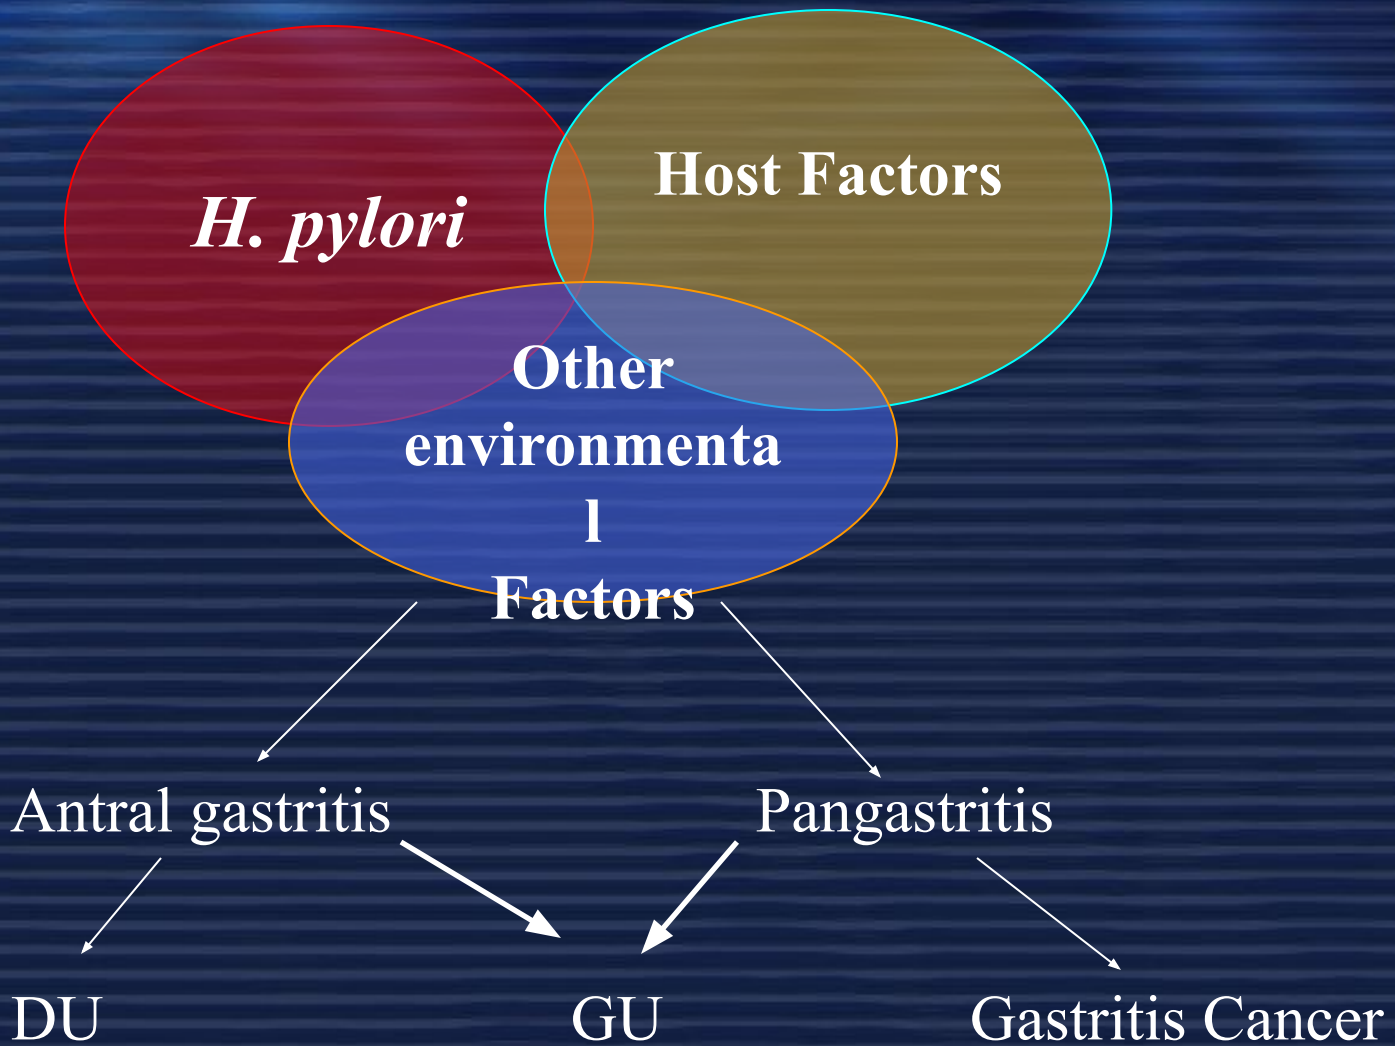 H. pylori
Host Factors
Other
environmenta
l
Factors
Antral gastritis
Pangastritis
DU
GU
Gastritis Cancer